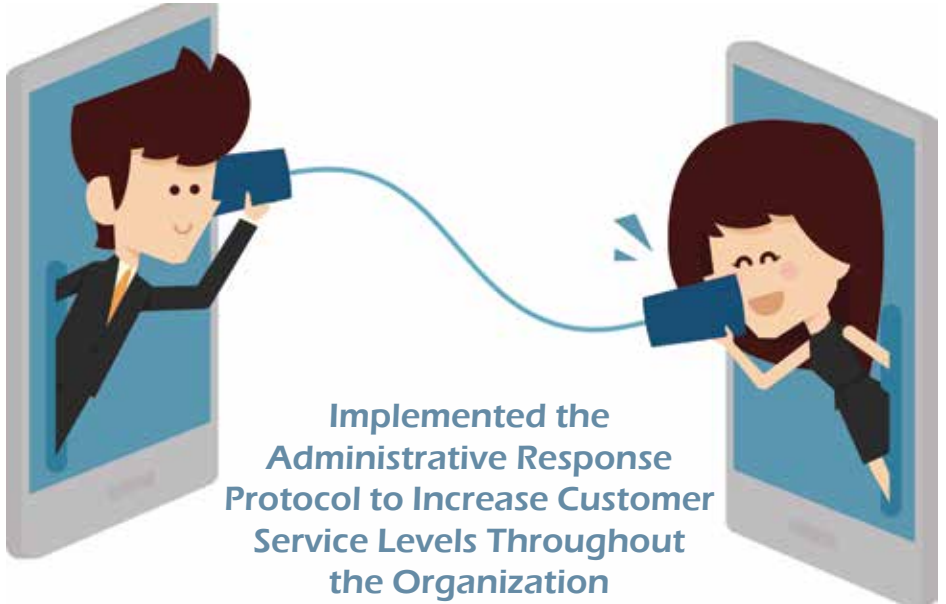 Implemented the
Administrative Response
Protocol to Increase Customer
Service Levels Throughout
the Organization